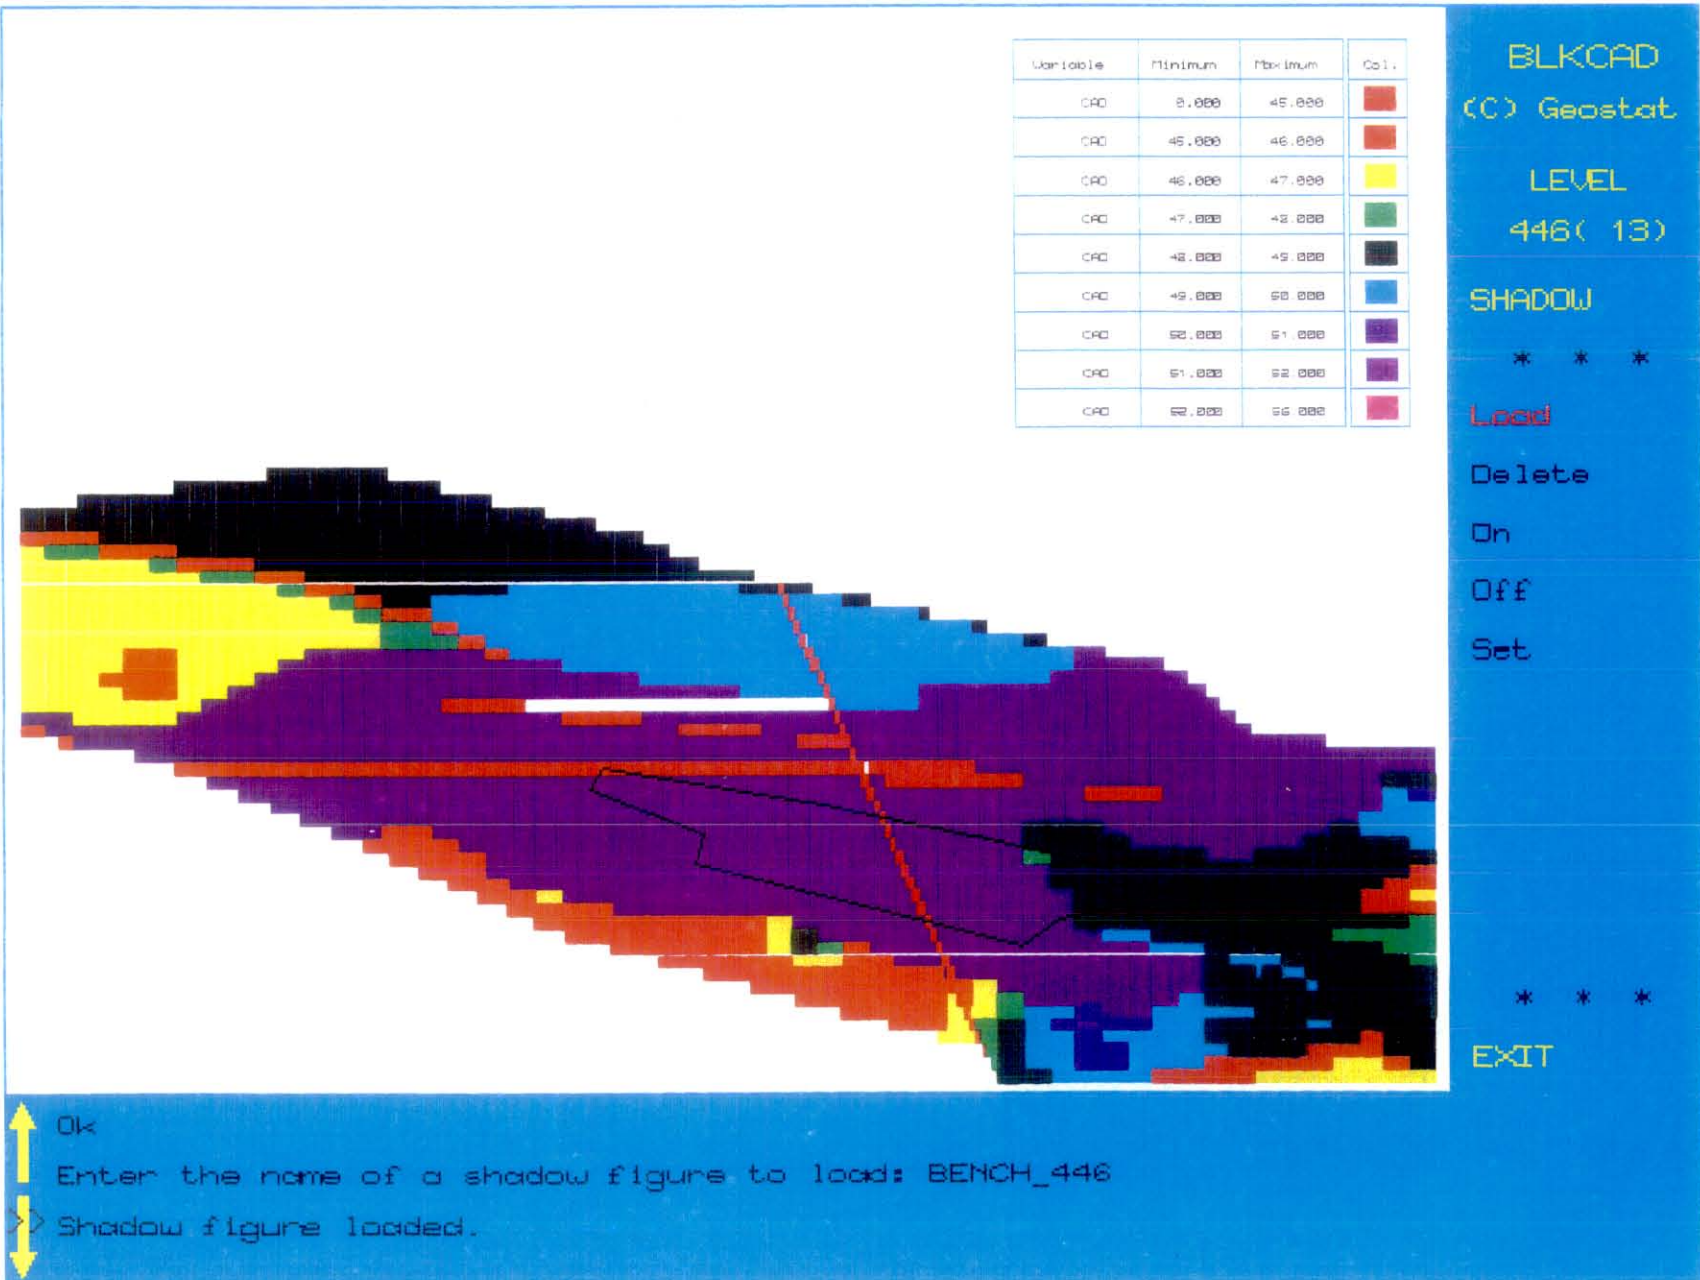 Variable Minimum Maximum Col.
CAO 0.000 45.000
CAO 45.000 46.000
CAO 46.000 47.000
CAO 47.000 48.000
CAO 48.000 49.000
CAO 49.000 50.000
CAO 50.000 51.000
CAO 51.000 52.000
CAO 52.000 56.000
BLKCAD
(C) Geostat
LEVEL
446( 13)
SHADOW
* * *
Load
Delete
On
Off
Set
* * *
EXIT
Ok
Enter the name of a shadow figure to load: BENCH_446
>> Shadow figure loaded.